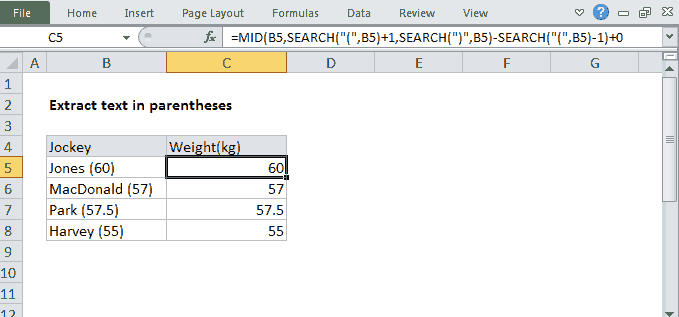 File Home Insert Page Layout Formulas Data Review View ?
C5 fx =MID(B5,SEARCH("(",B5)+1,SEARCH(")",B5)-SEARCH("(",B5)-1)+0
A B C D E F G
1
2 Extract text in parentheses
3
4 Jockey Weight(kg)
5 Jones (60) 60
6 MacDonald (57) 57
7 Park (57.5) 57.5
8 Harvey (55) 55
9
10
11
12